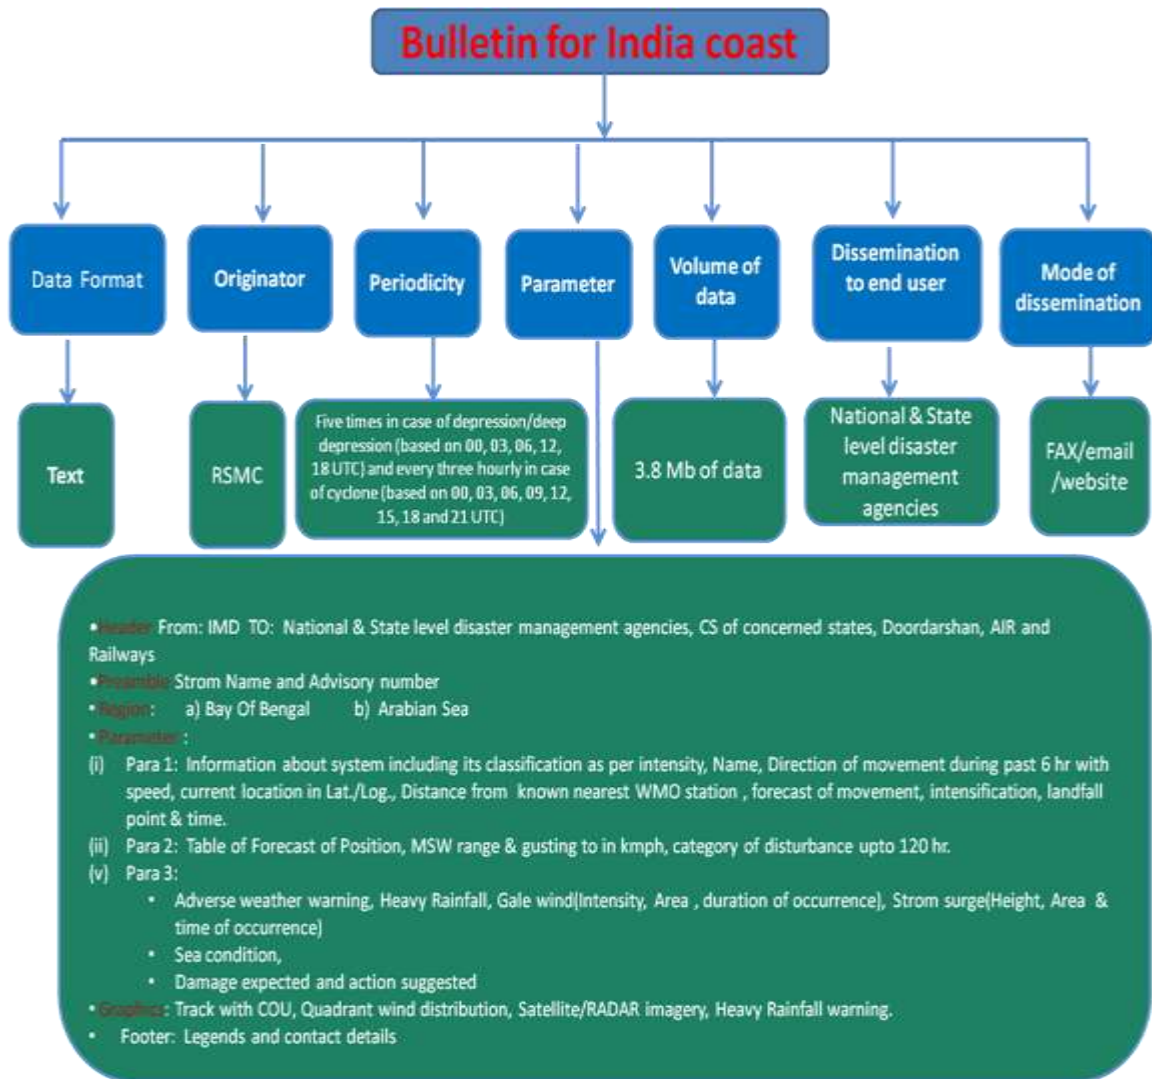 Bulletin for India coast
Data Format
Originator
Periodicity
Parameter
Volume of
data
Dissemination
to end user
Mode of
dissemination
Text
RSMC
Five times in case of depression/deep
depression (based on 00, 03, 06, 12,
18 UTC) and every three hourly in case
of cyclone (based on 00, 03, 06, 09, 12,
15, 18 and 21 UTC)
3.8 Mb of data
National & State
level disaster
management
agencies
FAX/email
/website
•Header From: IMD TO: National & State level disaster management agencies, CS of concerned states, Doordarshan, AIR and
Railways
•Preamble: Strom Name and Advisory number
•Region: a) Bay Of Bengal b) Arabian Sea
•Parameter :
(i) Para 1: Information about system including its classification as per intensity, Name, Direction of movement during past 6 hr with
speed, current location in Lat./Log., Distance from known nearest WMO station , forecast of movement, intensification, landfall
point & time.
(ii) Para 2: Table of Forecast of Position, MSW range & gusting to in kmph, category of disturbance upto 120 hr.
(v) Para 3:
• Adverse weather warning, Heavy Rainfall, Gale wind(Intensity, Area , duration of occurrence), Strom surge(Height, Area &
time of occurrence)
• Sea condition,
• Damage expected and action suggested
•Graphics: Track with COU, Quadrant wind distribution, Satellite/RADAR imagery, Heavy Rainfall warning.
• Footer: Legends and contact details